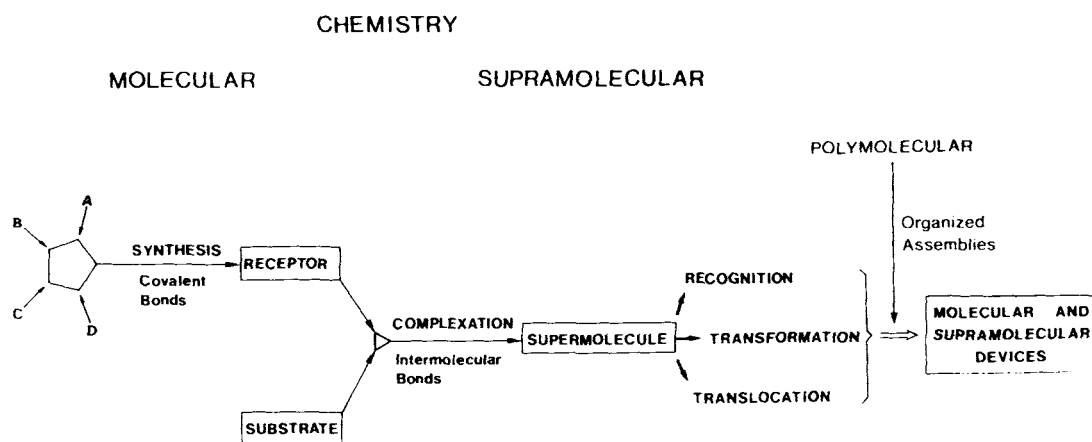 CHEMISTRY
MOLECULAR
SUPRAMOLECULAR
POLYMOLECULAR
A
B
C
D
SYNTHESIS
Covalent
Bonds
RECEPTOR
SUBSTRATE
COMPLEXATION
Intermolecular
Bonds
SUPERMOLECULE
RECOGNITION
TRANSFORMATION
TRANSLOCATION
Organized
Assemblies
MOLECULAR AND
SUPRAMOLECULAR
DEVICES